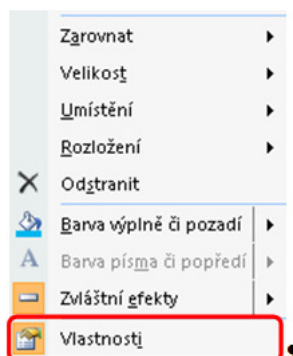 Zarovnat
Velikost
Umístění
Rozložení
Odstranit
Barva výplně či pozadí
Barva písma či popředí
Zvláštní efekty
Vlastnosti